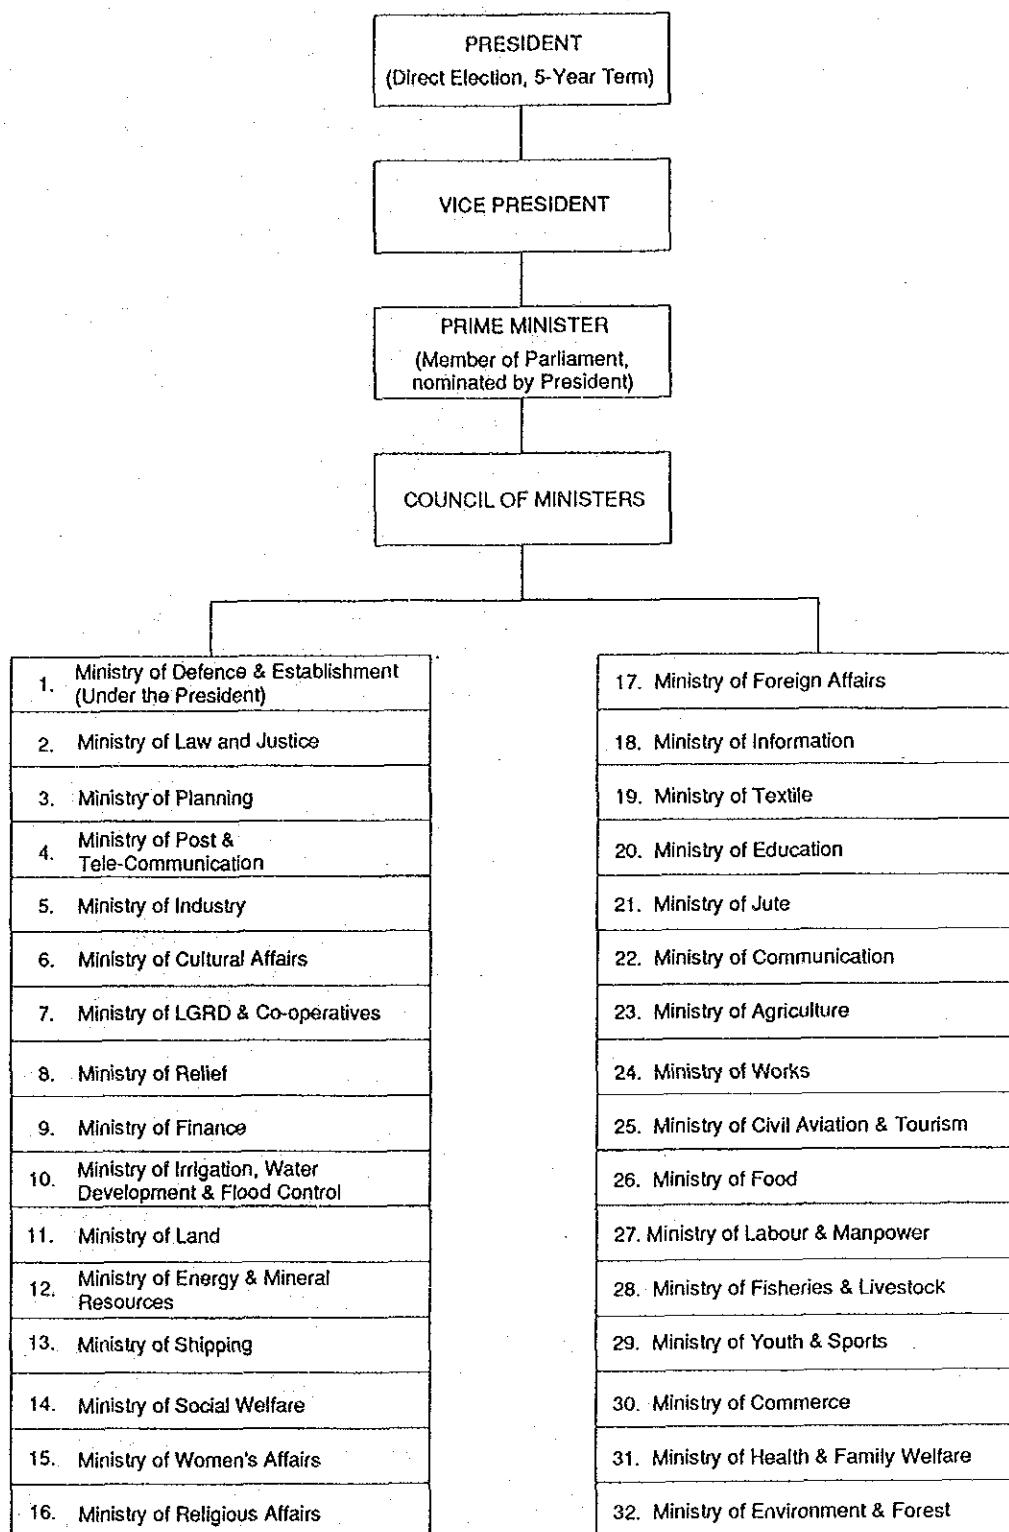 PRESIDENT
(Direct Election, 5-Year Term)
VICE PRESIDENT
PRIME MINISTER
(Member of Parliament,
nominated by President)
COUNCIL OF MINISTERS
1. Ministry of Defence & Establishment
(Under the President)
2. Ministry of Law and Justice
3. Ministry of Planning
4. Ministry of Post &
Tele-Communication
5. Ministry of Industry
6. Ministry of Cultural Affairs
7. Ministry of LGRD & Co-operatives
8. Ministry of Relief
9. Ministry of Finance
10. Ministry of Irrigation, Water
Development & Flood Control
11. Ministry of Land
12. Ministry of Energy & Mineral
Resources
13. Ministry of Shipping
14. Ministry of Social Welfare
15. Ministry of Women's Affairs
16. Ministry of Religious Affairs
17. Ministry of Foreign Affairs
18. Ministry of Information
19. Ministry of Textile
20. Ministry of Education
21. Ministry of Jute
22. Ministry of Communication
23. Ministry of Agriculture
24. Ministry of Works
25. Ministry of Civil Aviation & Tourism
26. Ministry of Food
27. Ministry of Labour & Manpower
28. Ministry of Fisheries & Livestock
29. Ministry of Youth & Sports
30. Ministry of Commerce
31. Ministry of Health & Family Welfare
32. Ministry of Environment & Forest